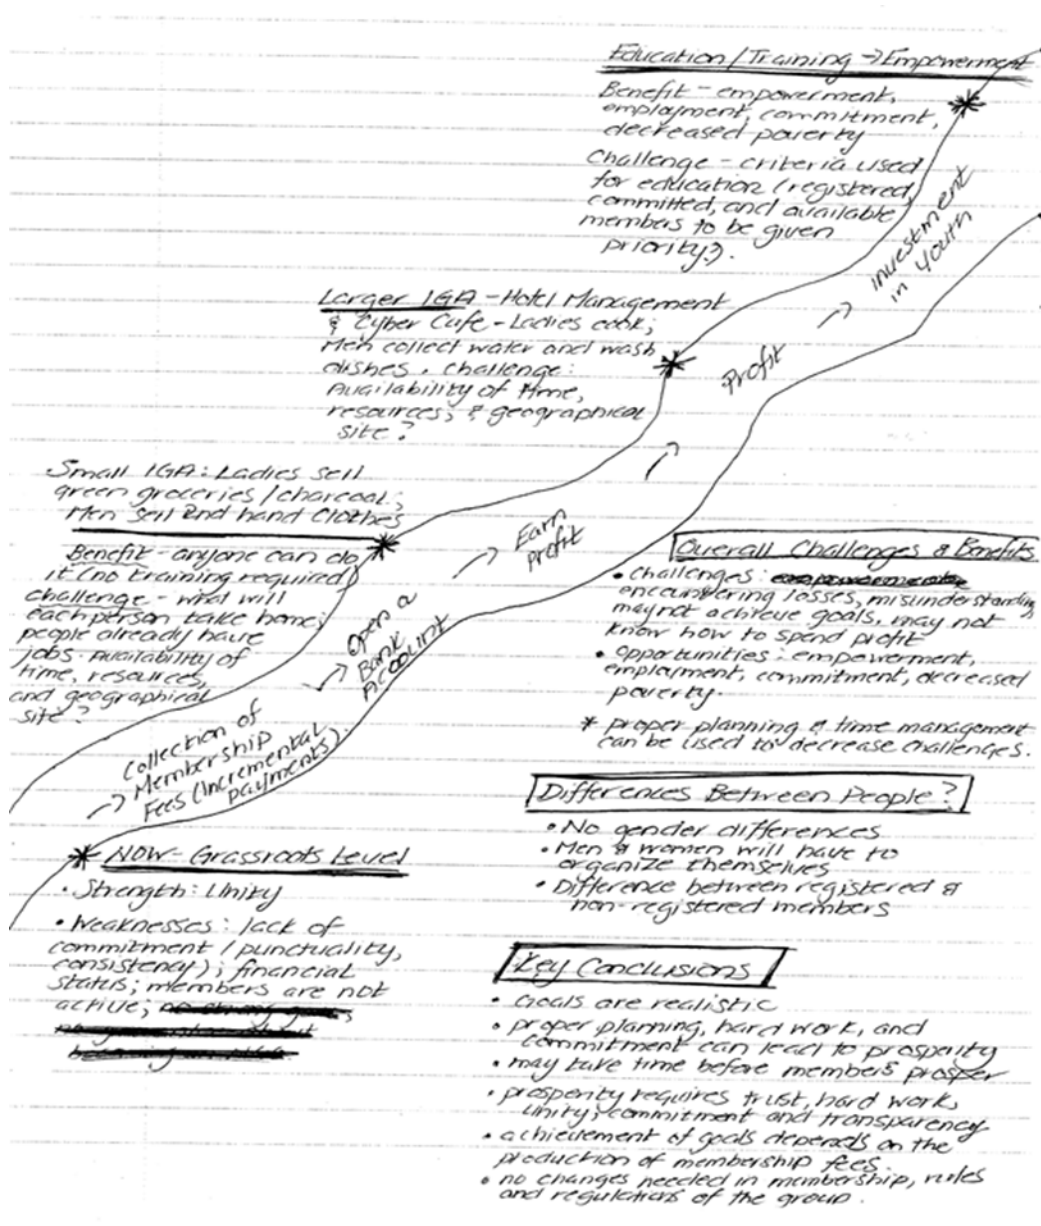 Education / Training → Empowerment
Benefit - empowerment,
employment, commitment,
decreased poverty
Challenge - criteria used
for education (registered,
committed, and available
members to be given
priority?).
Investment
in Youth
Profit
Larger IGA - Hotel Management
& Cyber Cafe - Ladies cook;
Men collect water and wash
dishes. Challenge:
Availability of time,
resources, & geographical
site?
Small IGA: Ladies sell
green groceries / charcoal;
Men sell 2nd hand clothes
Benefit - anyone can do
it (no training required)
challenge - what will
each person take home;
people already have
jobs. Availability of
time, resources,
and geographical
site?
Earn
profit
Open a
Bank
Account
Collection of
Membership
Fees (Incremental
payments).
* NOW - Grassroots Level
• Strength: Unity
• Weaknesses: lack of
commitment (punctuality,
consistency); financial
status; members are not
active;
Overall Challenges & Benefits
• Challenges:
encountering losses, misunderstanding,
may not achieve goals, may not
know how to spend profit
• opportunities: empowerment,
employment, commitment, decreased
poverty.
* proper planning & time management
can be used to decrease challenges.
Differences Between People?
• No gender differences
• Men & women will have to
organize themselves
• Difference between registered &
non-registered members
Key Conclusions
• Goals are realistic
• proper planning, hard work, and
commitment can lead to prosperity
• may take time before members prosper
• prosperity requires trust, hard work,
unity, commitment and transparency
• achievement of goals depends on the
production of membership fees.
• no changes needed in membership, rules
and regulations of the group.